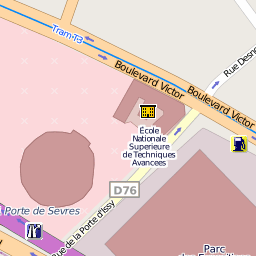 Tram-T3
Boulevard Victor
Rue Desno
Boulevard Victor
École
Nationale
Superieure
de Techniques
Avancees
D76
Porte de Sevres
Rue de la Porte d'Issy
Parc